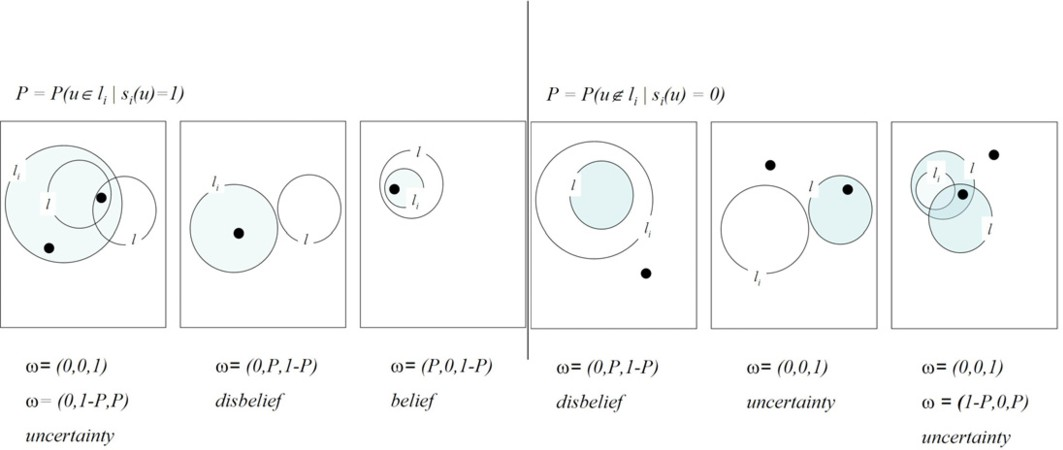 P = P(u∈ l_i | s_i(u)=1)
P = P(u∉ l_i | s_i(u) = 0)
l_i
l
l
l_i
l
l
l_i
l
l_i
l
l_i
l_i
l
l
ω= (0,0,1)
ω= (0,1-P,P)
uncertainty
ω= (0,P,1-P)
disbelief
ω= (P,0,1-P)
belief
ω= (0,P,1-P)
disbelief
ω= (0,0,1)
uncertainty
ω= (0,0,1)
ω = (1-P,0,P)
uncertainty